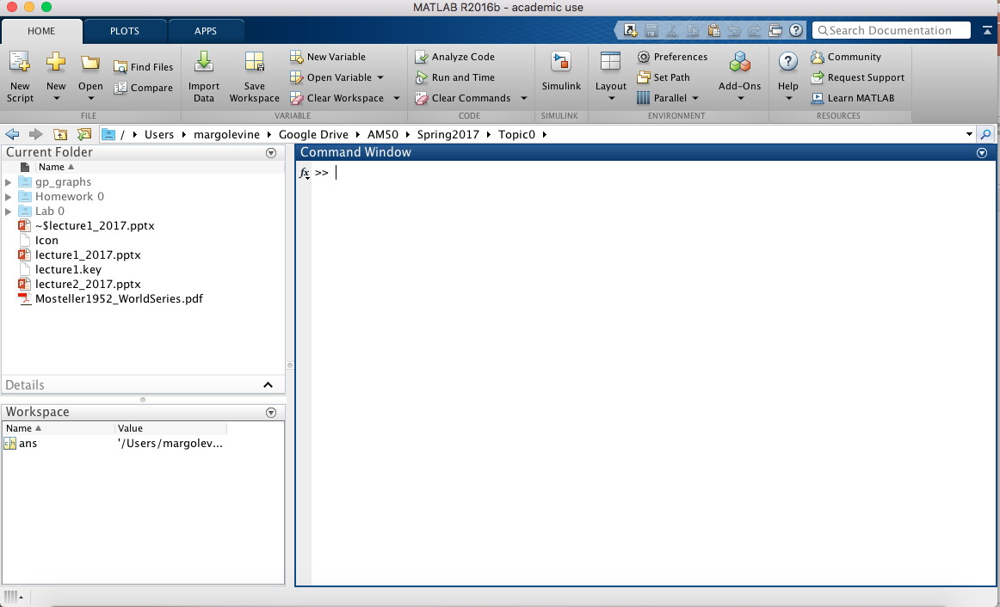 MATLAB R2016b - academic use
HOME PLOTS APPS
Search Documentation
New Script
New
Open
Find Files
Compare
FILE
Import Data
Save Workspace
New Variable
Open Variable
Clear Workspace
VARIABLE
Analyze Code
Run and Time
Clear Commands
CODE
Simulink
SIMULINK
Layout
Preferences
Set Path
Parallel
Add-Ons
ENVIRONMENT
Help
Community
Request Support
Learn MATLAB
RESOURCES
/ Users margolevine Google Drive AM50 Spring2017 Topic0
Current Folder
Name
gp_graphs
Homework 0
Lab 0
~$lecture1_2017.pptx
Icon
lecture1_2017.pptx
lecture1.key
lecture2_2017.pptx
Mosteller1952_WorldSeries.pdf
Details
Workspace
Name Value
ans '/Users/margolev...
Command Window
fx >>